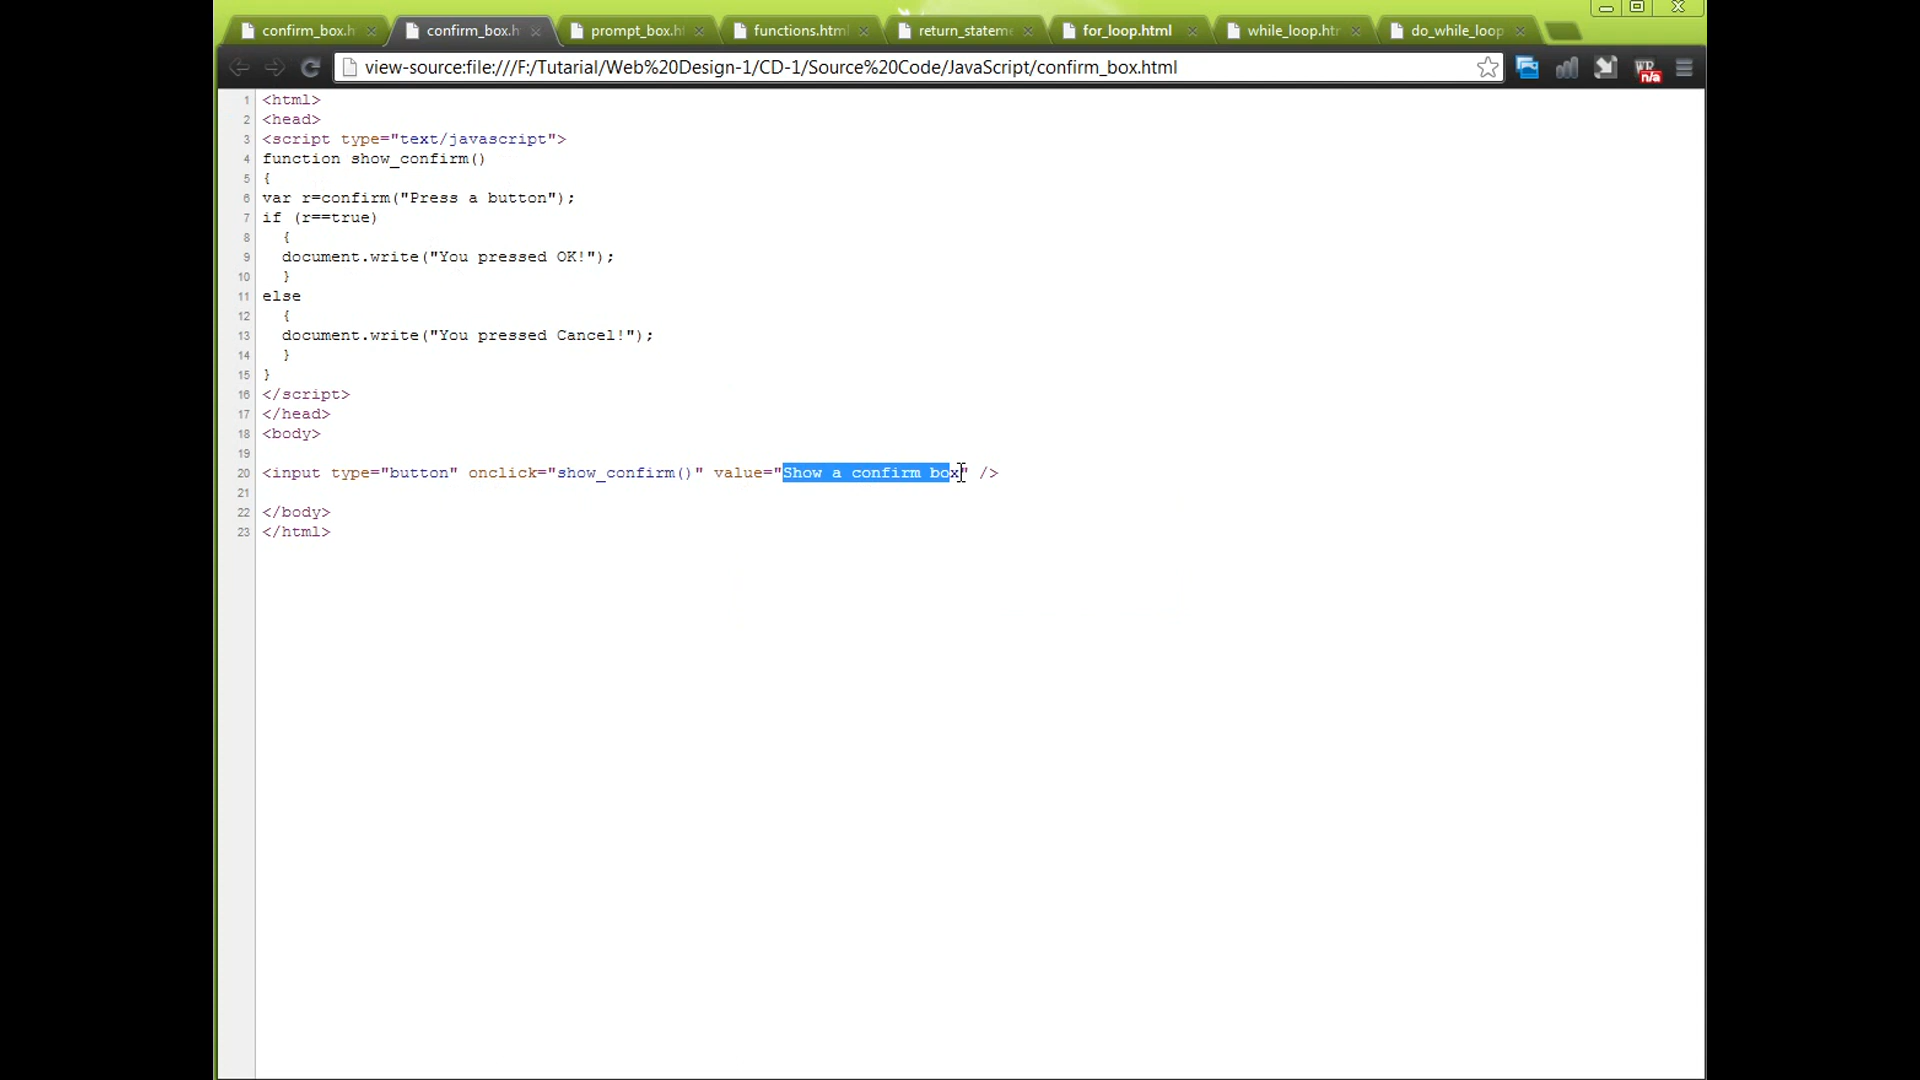 confirm_box.h confirm_box.h prompt_box.ht functions.html return_stateme for_loop.html while_loop.htm do_while_loop
view-source:file:///F:/Tutarial/Web%20Design-1/CD-1/Source%20Code/JavaScript/confirm_box.html n/a
1 <html>
2 <head>
3 <script type="text/javascript">
4 function show_confirm()
5 {
6 var r=confirm("Press a button");
7 if (r==true)
8 {
9 document.write("You pressed OK!");
10 }
11 else
12 {
13 document.write("You pressed Cancel!");
14 }
15 }
16 </script>
17 </head>
18 <body>
19
20 <input type="button" onclick="show_confirm()" value="Show a confirm box" />
21
22 </body>
23 </html>